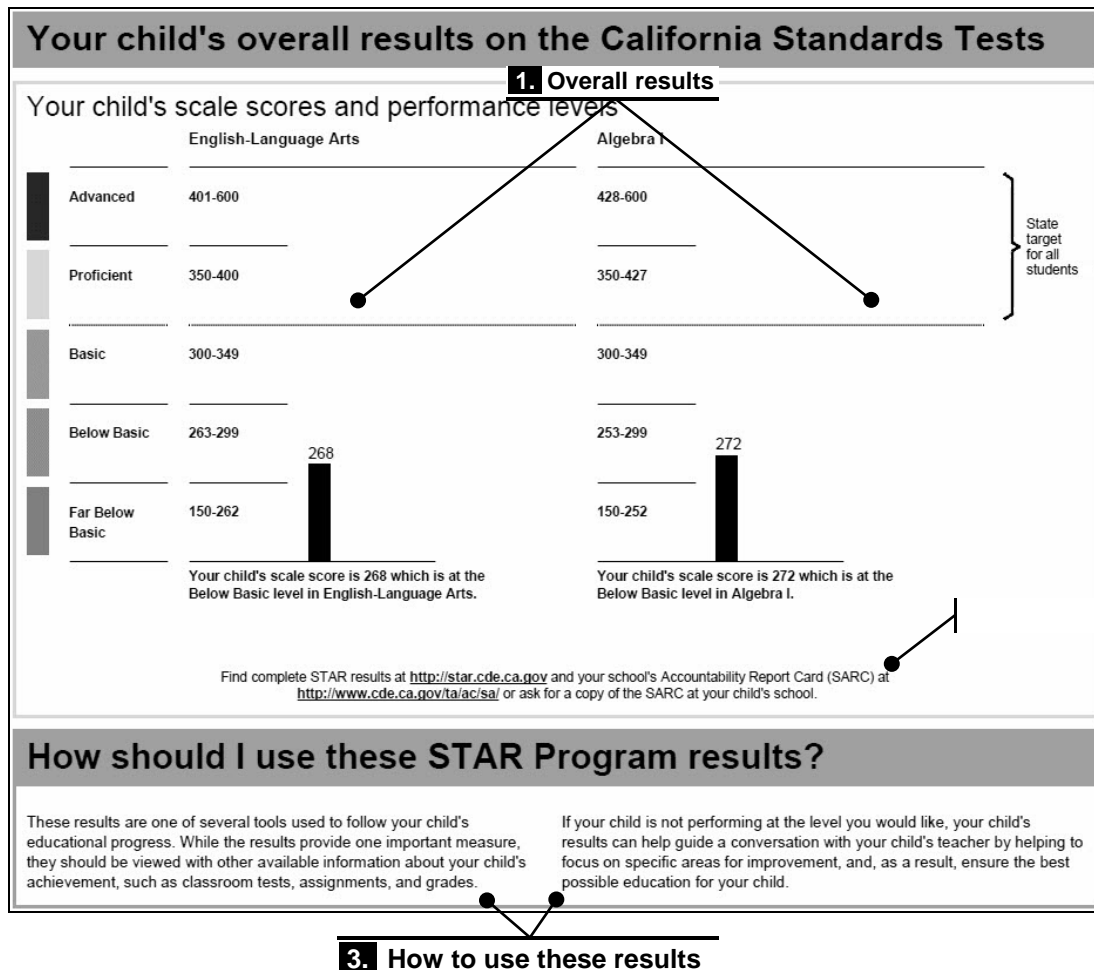 Your child's overall results on the California Standards Tests
1. Overall results
Your child's scale scores and performance levels
English-Language Arts
Algebra I
Advanced 401-600 428-600
State
target
for all
students
Proficient 350-400 350-427
Basic 300-349 300-349
Below Basic 263-299 253-299
268 272
Far Below
Basic
150-262 150-252
Your child's scale score is 268 which is at the
Below Basic level in English-Language Arts.
Your child's scale score is 272 which is at the
Below Basic level in Algebra I.
Find complete STAR results at http://star.cde.ca.gov and your school's Accountability Report Card (SARC) at
http://www.cde.ca.gov/ta/ac/sa/ or ask for a copy of the SARC at your child's school.
How should I use these STAR Program results?
These results are one of several tools used to follow your child's
educational progress. While the results provide one important measure,
they should be viewed with other available information about your child's
achievement, such as classroom tests, assignments, and grades.
If your child is not performing at the level you would like, your child's
results can help guide a conversation with your child's teacher by helping to
focus on specific areas for improvement, and, as a result, ensure the best
possible education for your child.
3. How to use these results